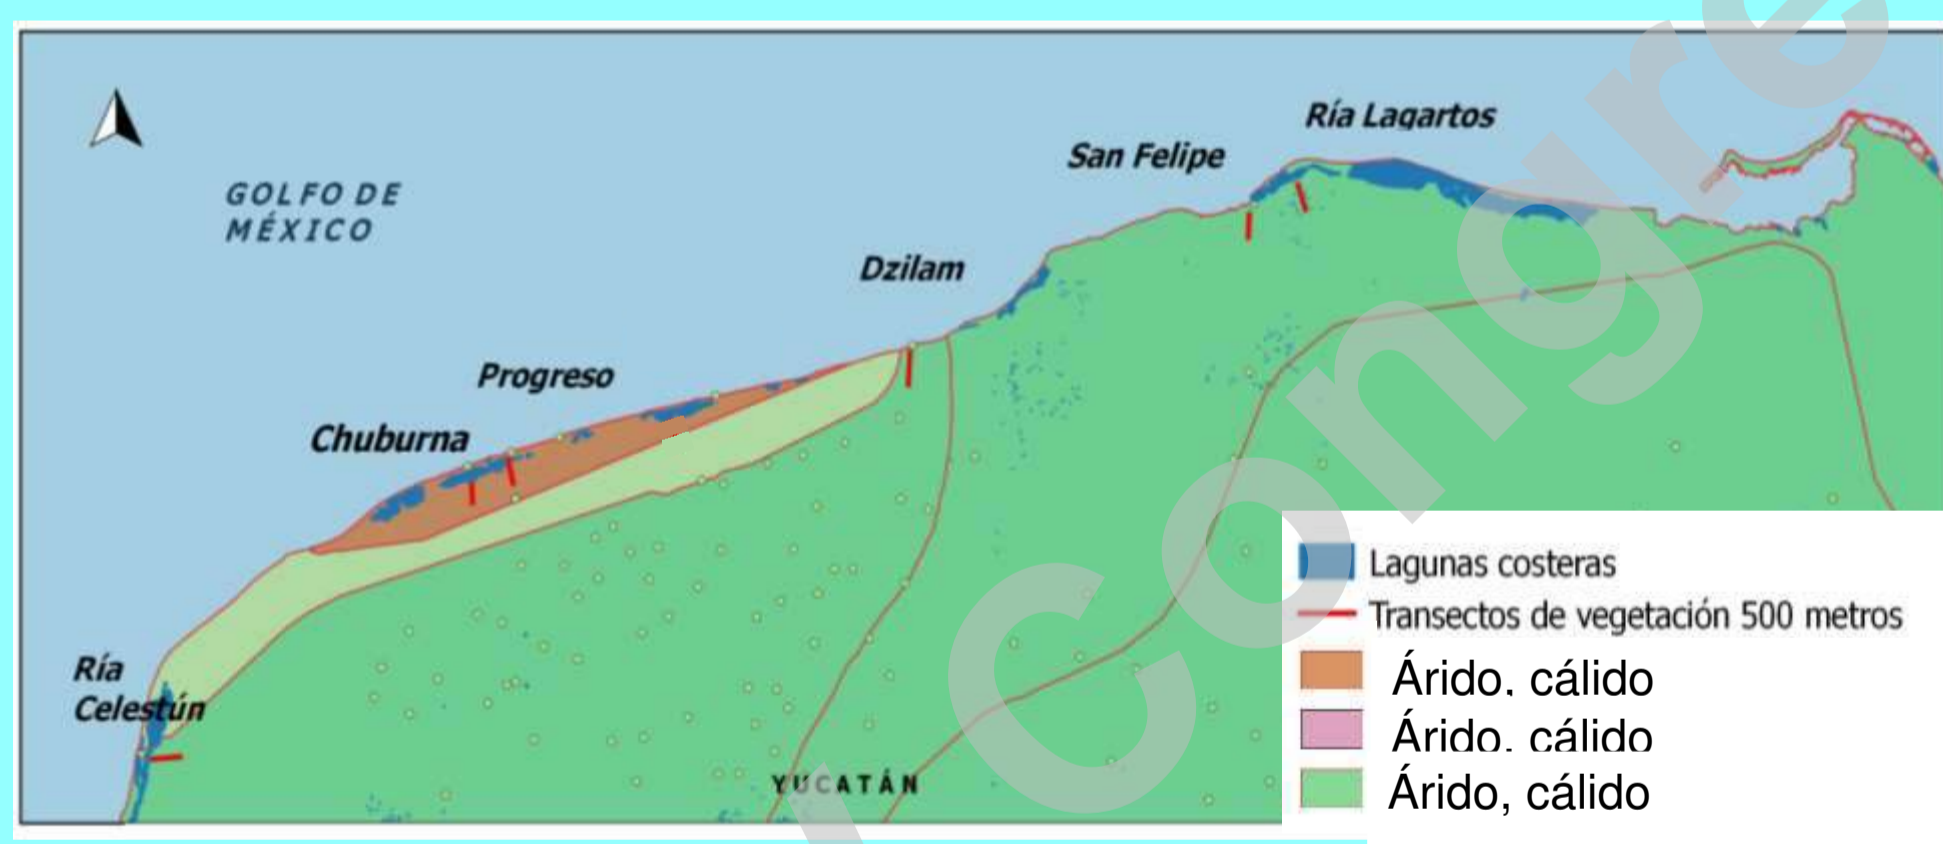 Ría Lagartos
San Felipe
GOLFO DE
MÉXICO
Dzilam
Progreso
Chuburna
Ría
Celestún
YUCATÁN
Lagunas costeras
Transectos de vegetación 500 metros
Árido, cálido
Árido, cálido
Árido, cálido
r Congre